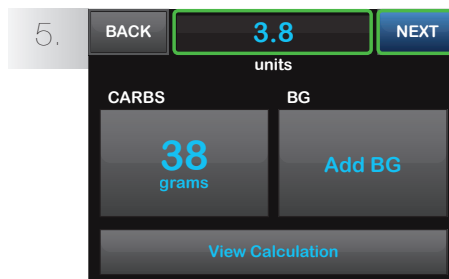 5.
BACK
3.8
NEXT
units
CARBS
BG
38
grams
Add BG
View Calculation